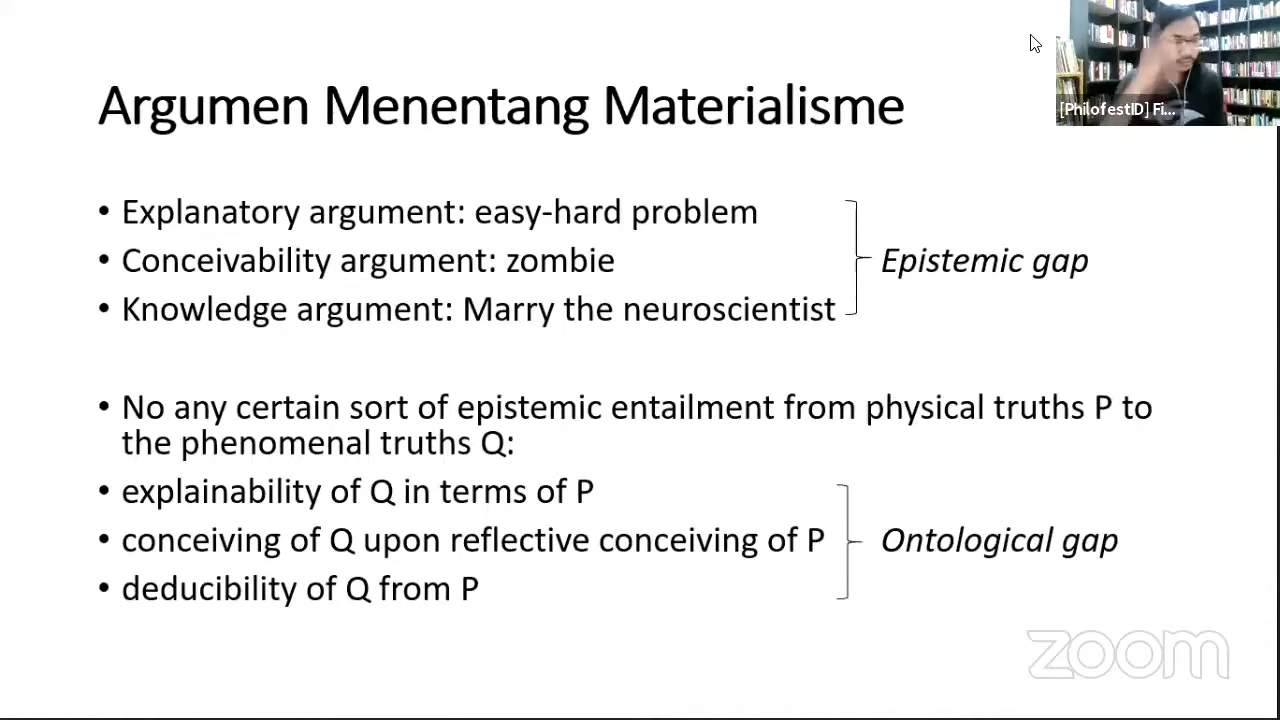 Argumen Menentang Materialisme
[PhilofestID] Fi...
• Explanatory argument: easy-hard problem
• Conceivability argument: zombie
• Knowledge argument: Marry the neuroscientist
Epistemic gap
• No any certain sort of epistemic entailment from physical truths P to
the phenomenal truths Q:
• explainability of Q in terms of P
• conceiving of Q upon reflective conceiving of P
• deducibility of Q from P
Ontological gap
zoom